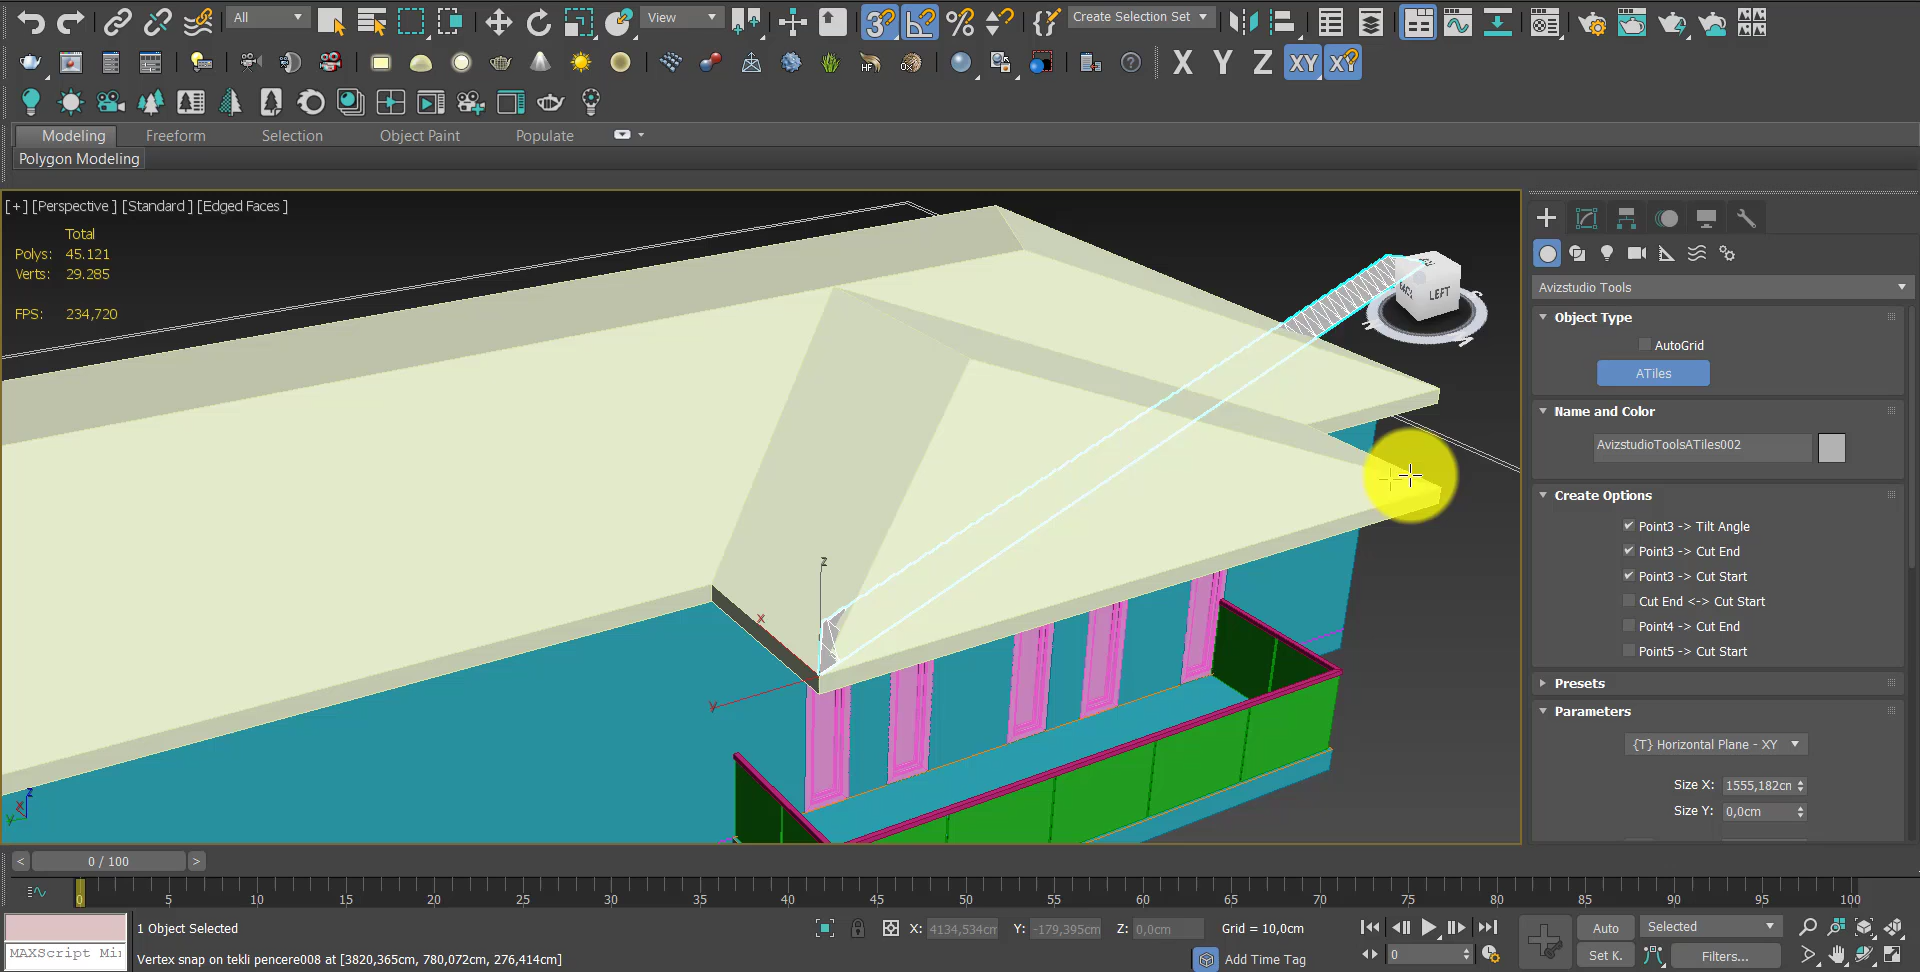 All
View
Create Selection Set
HF
X Y Z XY XY
Modeling Freeform Selection Object Paint Populate
Polygon Modeling
[+] [Perspective ] [Standard ] [Edged Faces ]
Total
Polys: 45.121
Verts: 29.285
FPS: 234,720
LEFT
z
x
y
z
x
y
Avizstudio Tools
Object Type
AutoGrid
ATiles
Name and Color
AvizstudioToolsATiles002
Create Options
Point3 -> Tilt Angle
Point3 -> Cut End
Point3 -> Cut Start
Cut End <-> Cut Start
Point4 -> Cut End
Point5 -> Cut Start
Presets
Parameters
{T} Horizontal Plane - XY
Size X: 1555,182cm
Size Y: 0,0cm
< 0 / 100 >
0 5 10 15 20 25 30 35 40 45 50 55 60 65 70 75 80 85 90 95 100
1 Object Selected
X: 4134,534cm Y: -179,395cm Z: 0,0cm Grid = 10,0cm
Auto Selected
MAXScript Mi
Vertex snap on tekli pencere008 at [3820,365cm, 780,072cm, 276,414cm]
Add Time Tag
0
Set K. Filters...